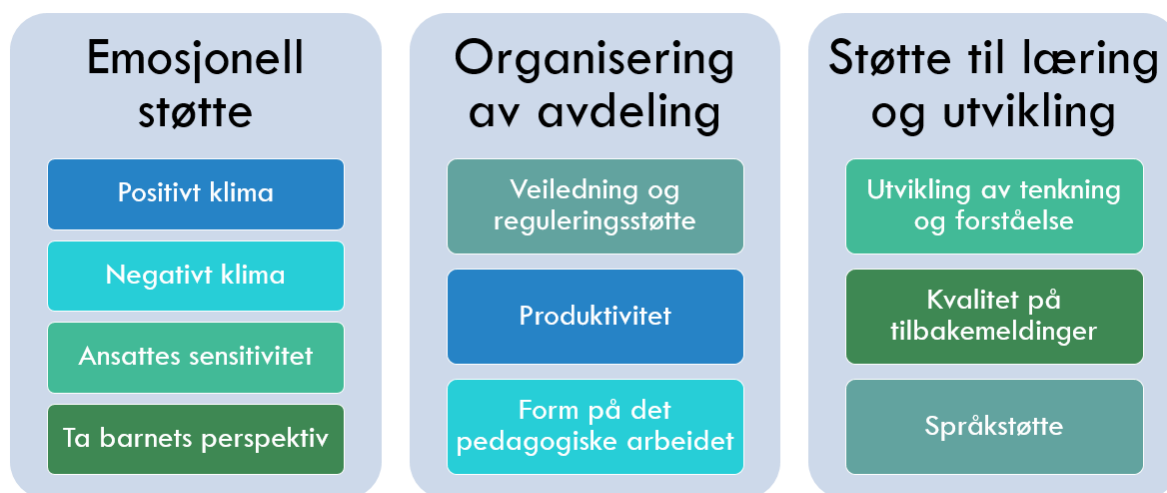 Emosjonell
støtte
Positivt klima
Negativt klima
Ansattes sensitivitet
Ta barnets perspektiv
Organisering
av avdeling
Veiledning og
reguleringsstøtte
Produktivitet
Form på det
pedagogiske arbeidet
Støtte til læring
og utvikling
Utvikling av tenkning
og forståelse
Kvalitet på
tilbakemeldinger
Språkstøtte